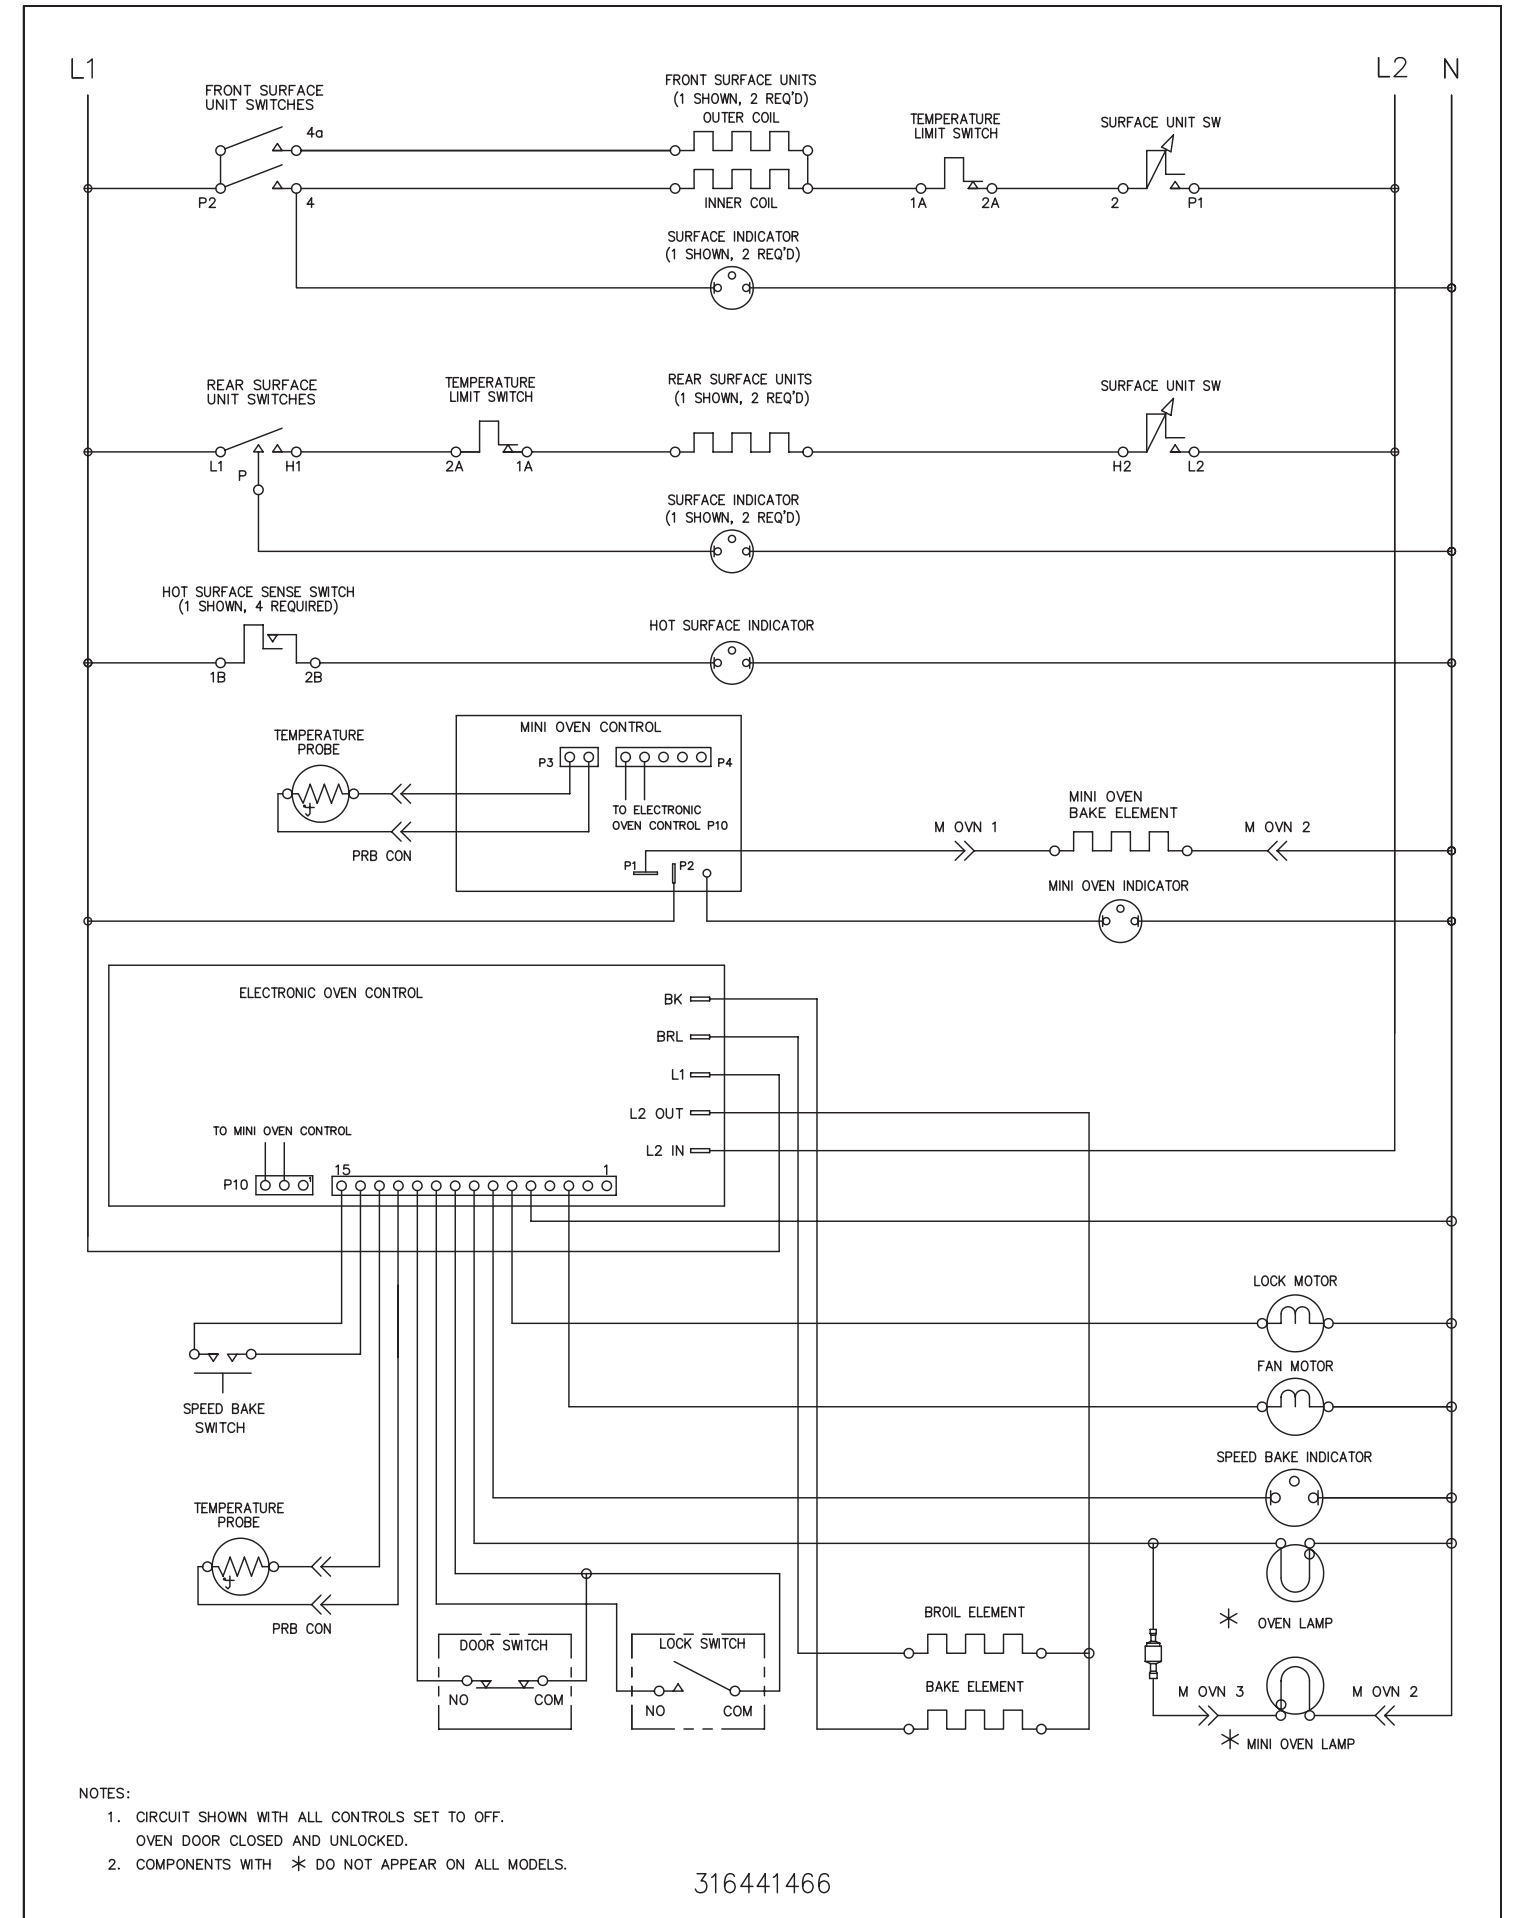 L1
L2
N
FRONT SURFACE
UNIT SWITCHES
4a
P2
4
FRONT SURFACE UNITS
(1 SHOWN, 2 REQ'D)
OUTER COIL
INNER COIL
TEMPERATURE
LIMIT SWITCH
1A
2A
SURFACE UNIT SW
2
P1
SURFACE INDICATOR
(1 SHOWN, 2 REQ'D)
REAR SURFACE
UNIT SWITCHES
L1
H1
P
TEMPERATURE
LIMIT SWITCH
2A
1A
REAR SURFACE UNITS
(1 SHOWN, 2 REQ'D)
SURFACE UNIT SW
H2
L2
SURFACE INDICATOR
(1 SHOWN, 2 REQ'D)
HOT SURFACE SENSE SWITCH
(1 SHOWN, 4 REQUIRED)
1B
2B
HOT SURFACE INDICATOR
TEMPERATURE
PROBE
PRB CON
MINI OVEN CONTROL
P3
P4
TO ELECTRONIC
OVEN CONTROL P10
P1
P2
M OVN 1
MINI OVEN
BAKE ELEMENT
M OVN 2
MINI OVEN INDICATOR
ELECTRONIC OVEN CONTROL
BK
BRL
L1
L2 OUT
L2 IN
TO MINI OVEN CONTROL
P10
1
15
1
LOCK MOTOR
FAN MOTOR
SPEED BAKE INDICATOR
SPEED BAKE
SWITCH
TEMPERATURE
PROBE
PRB CON
DOOR SWITCH
NO
COM
LOCK SWITCH
NO
COM
BROIL ELEMENT
BAKE ELEMENT
OVEN LAMP
M OVN 3
M OVN 2
MINI OVEN LAMP
NOTES:
1. CIRCUIT SHOWN WITH ALL CONTROLS SET TO OFF.
OVEN DOOR CLOSED AND UNLOCKED.
2. COMPONENTS WITH * DO NOT APPEAR ON ALL MODELS.
316441466